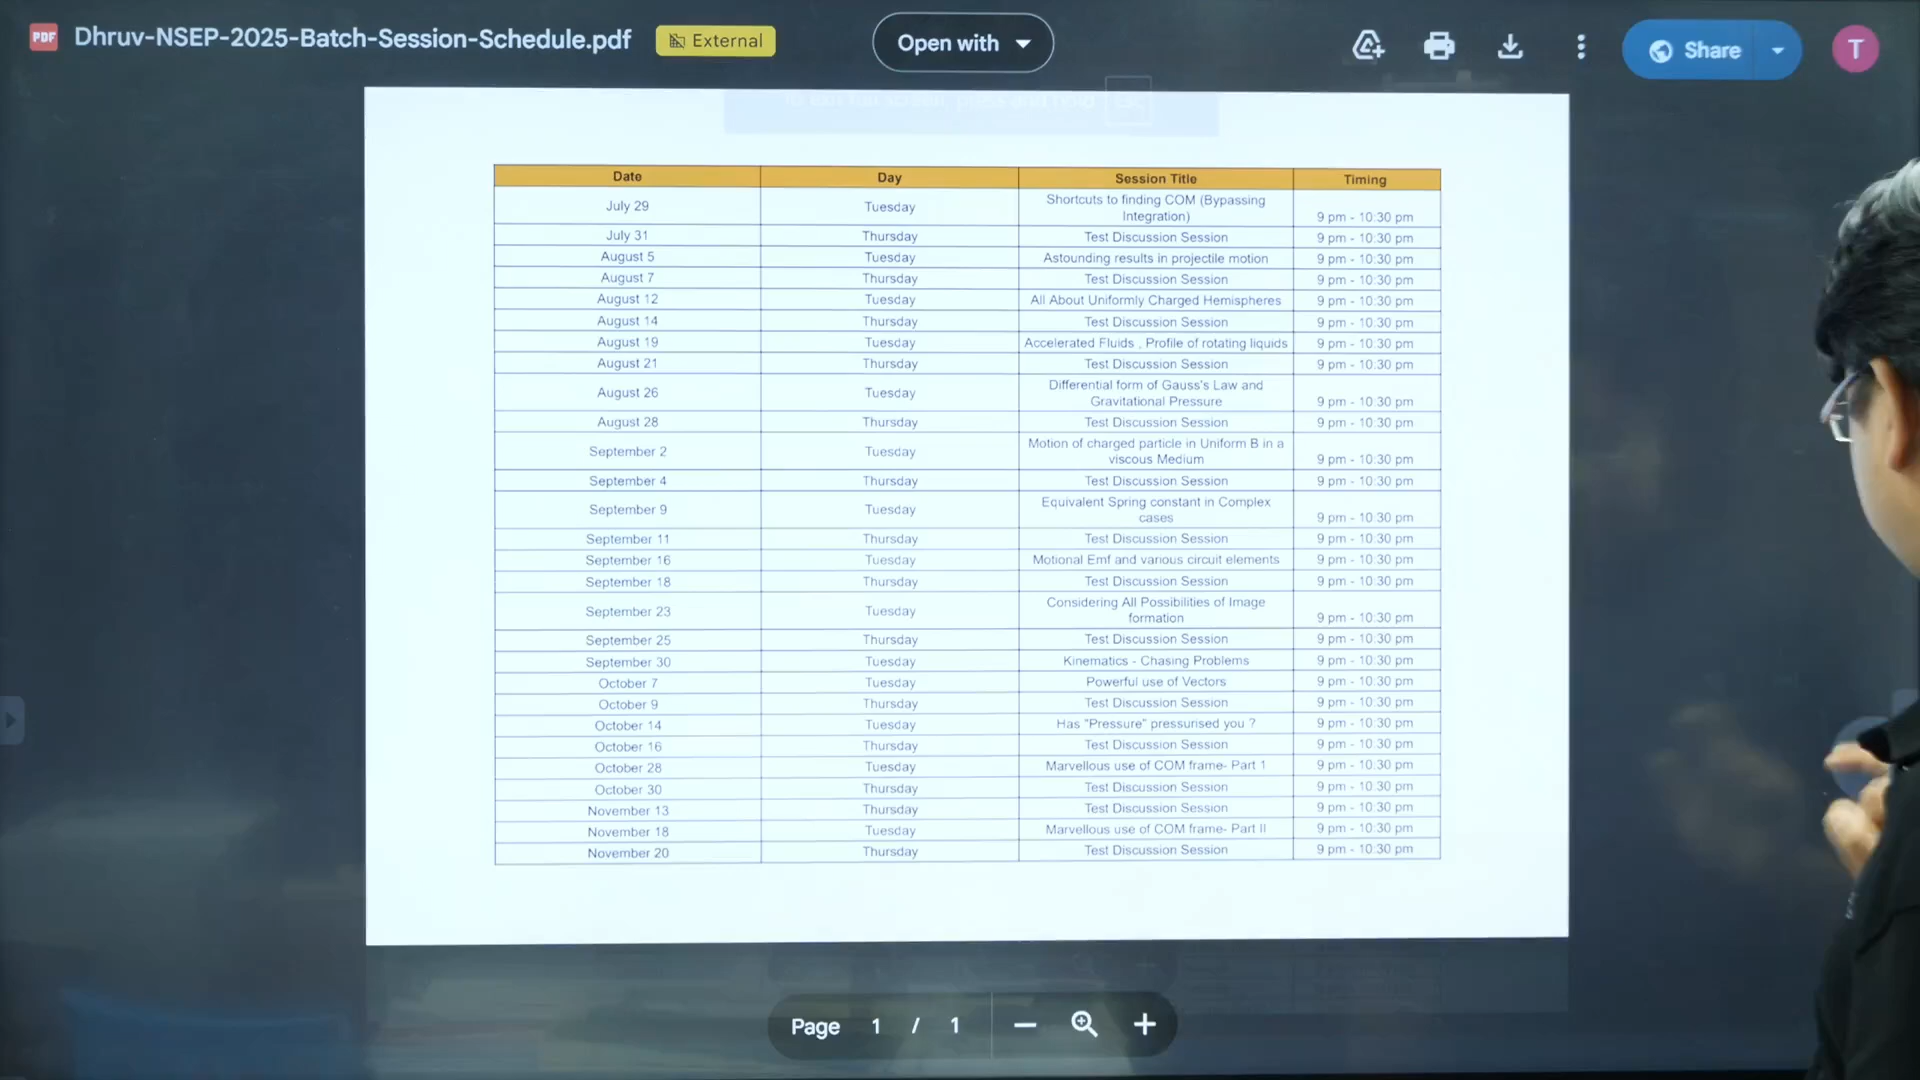 PDF Dhruv-NSEP-2025-Batch-Session-Schedule.pdf External Open with Share T
Date Day Session Title Timing
July 29 Tuesday Shortcuts to finding COM (Bypassing Integration) 9 pm - 10:30 pm
July 31 Thursday Test Discussion Session 9 pm - 10:30 pm
August 5 Tuesday Astounding results in projectile motion 9 pm - 10:30 pm
August 7 Thursday Test Discussion Session 9 pm - 10:30 pm
August 12 Tuesday All About Uniformly Charged Hemispheres 9 pm - 10:30 pm
August 14 Thursday Test Discussion Session 9 pm - 10:30 pm
August 19 Tuesday Accelerated Fluids , Profile of rotating liquids 9 pm - 10:30 pm
August 21 Thursday Test Discussion Session 9 pm - 10:30 pm
August 26 Tuesday Differential form of Gauss's Law and Gravitational Pressure 9 pm - 10:30 pm
August 28 Thursday Test Discussion Session 9 pm - 10:30 pm
September 2 Tuesday Motion of charged particle in Uniform B in a viscous Medium 9 pm - 10:30 pm
September 4 Thursday Test Discussion Session 9 pm - 10:30 pm
September 9 Tuesday Equivalent Spring constant in Complex cases 9 pm - 10:30 pm
September 11 Thursday Test Discussion Session 9 pm - 10:30 pm
September 16 Tuesday Motional Emf and various circuit elements 9 pm - 10:30 pm
September 18 Thursday Test Discussion Session 9 pm - 10:30 pm
September 23 Tuesday Considering All Possibilities of Image formation 9 pm - 10:30 pm
September 25 Thursday Test Discussion Session 9 pm - 10:30 pm
September 30 Tuesday Kinematics - Chasing Problems 9 pm - 10:30 pm
October 7 Tuesday Powerful use of Vectors 9 pm - 10:30 pm
October 9 Thursday Test Discussion Session 9 pm - 10:30 pm
October 14 Tuesday Has "Pressure" pressurised you ? 9 pm - 10:30 pm
October 16 Thursday Test Discussion Session 9 pm - 10:30 pm
October 28 Tuesday Marvellous use of COM frame- Part 1 9 pm - 10:30 pm
October 30 Thursday Test Discussion Session 9 pm - 10:30 pm
November 13 Thursday Test Discussion Session 9 pm - 10:30 pm
November 18 Tuesday Marvellous use of COM frame- Part II 9 pm - 10:30 pm
November 20 Thursday Test Discussion Session 9 pm - 10:30 pm
Page 1 / 1